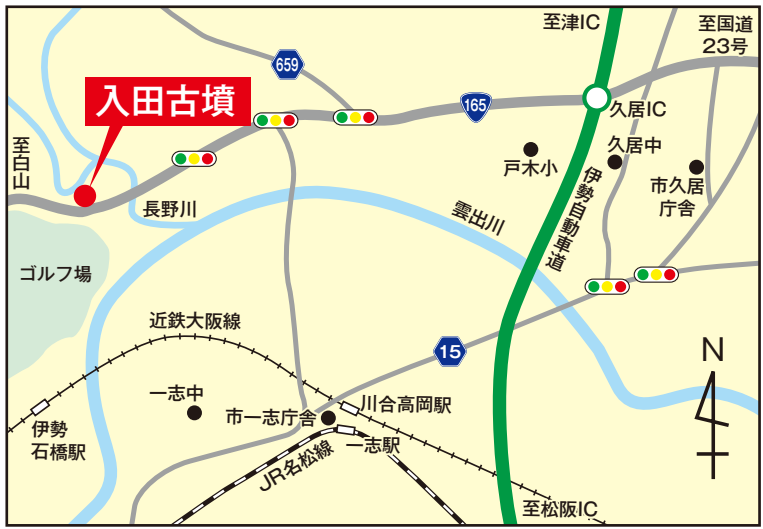 至津IC
至国道
23号
659
入田古墳
165
久居IC
至白山
戸木小
久居中
市久居
庁舎
伊勢自動車道
長野川
雲出川
ゴルフ場
近鉄大阪線
15
N
一志中
市一志庁舎
川合高岡駅
伊勢
石橋駅
一志駅
JR名松線
至松阪IC